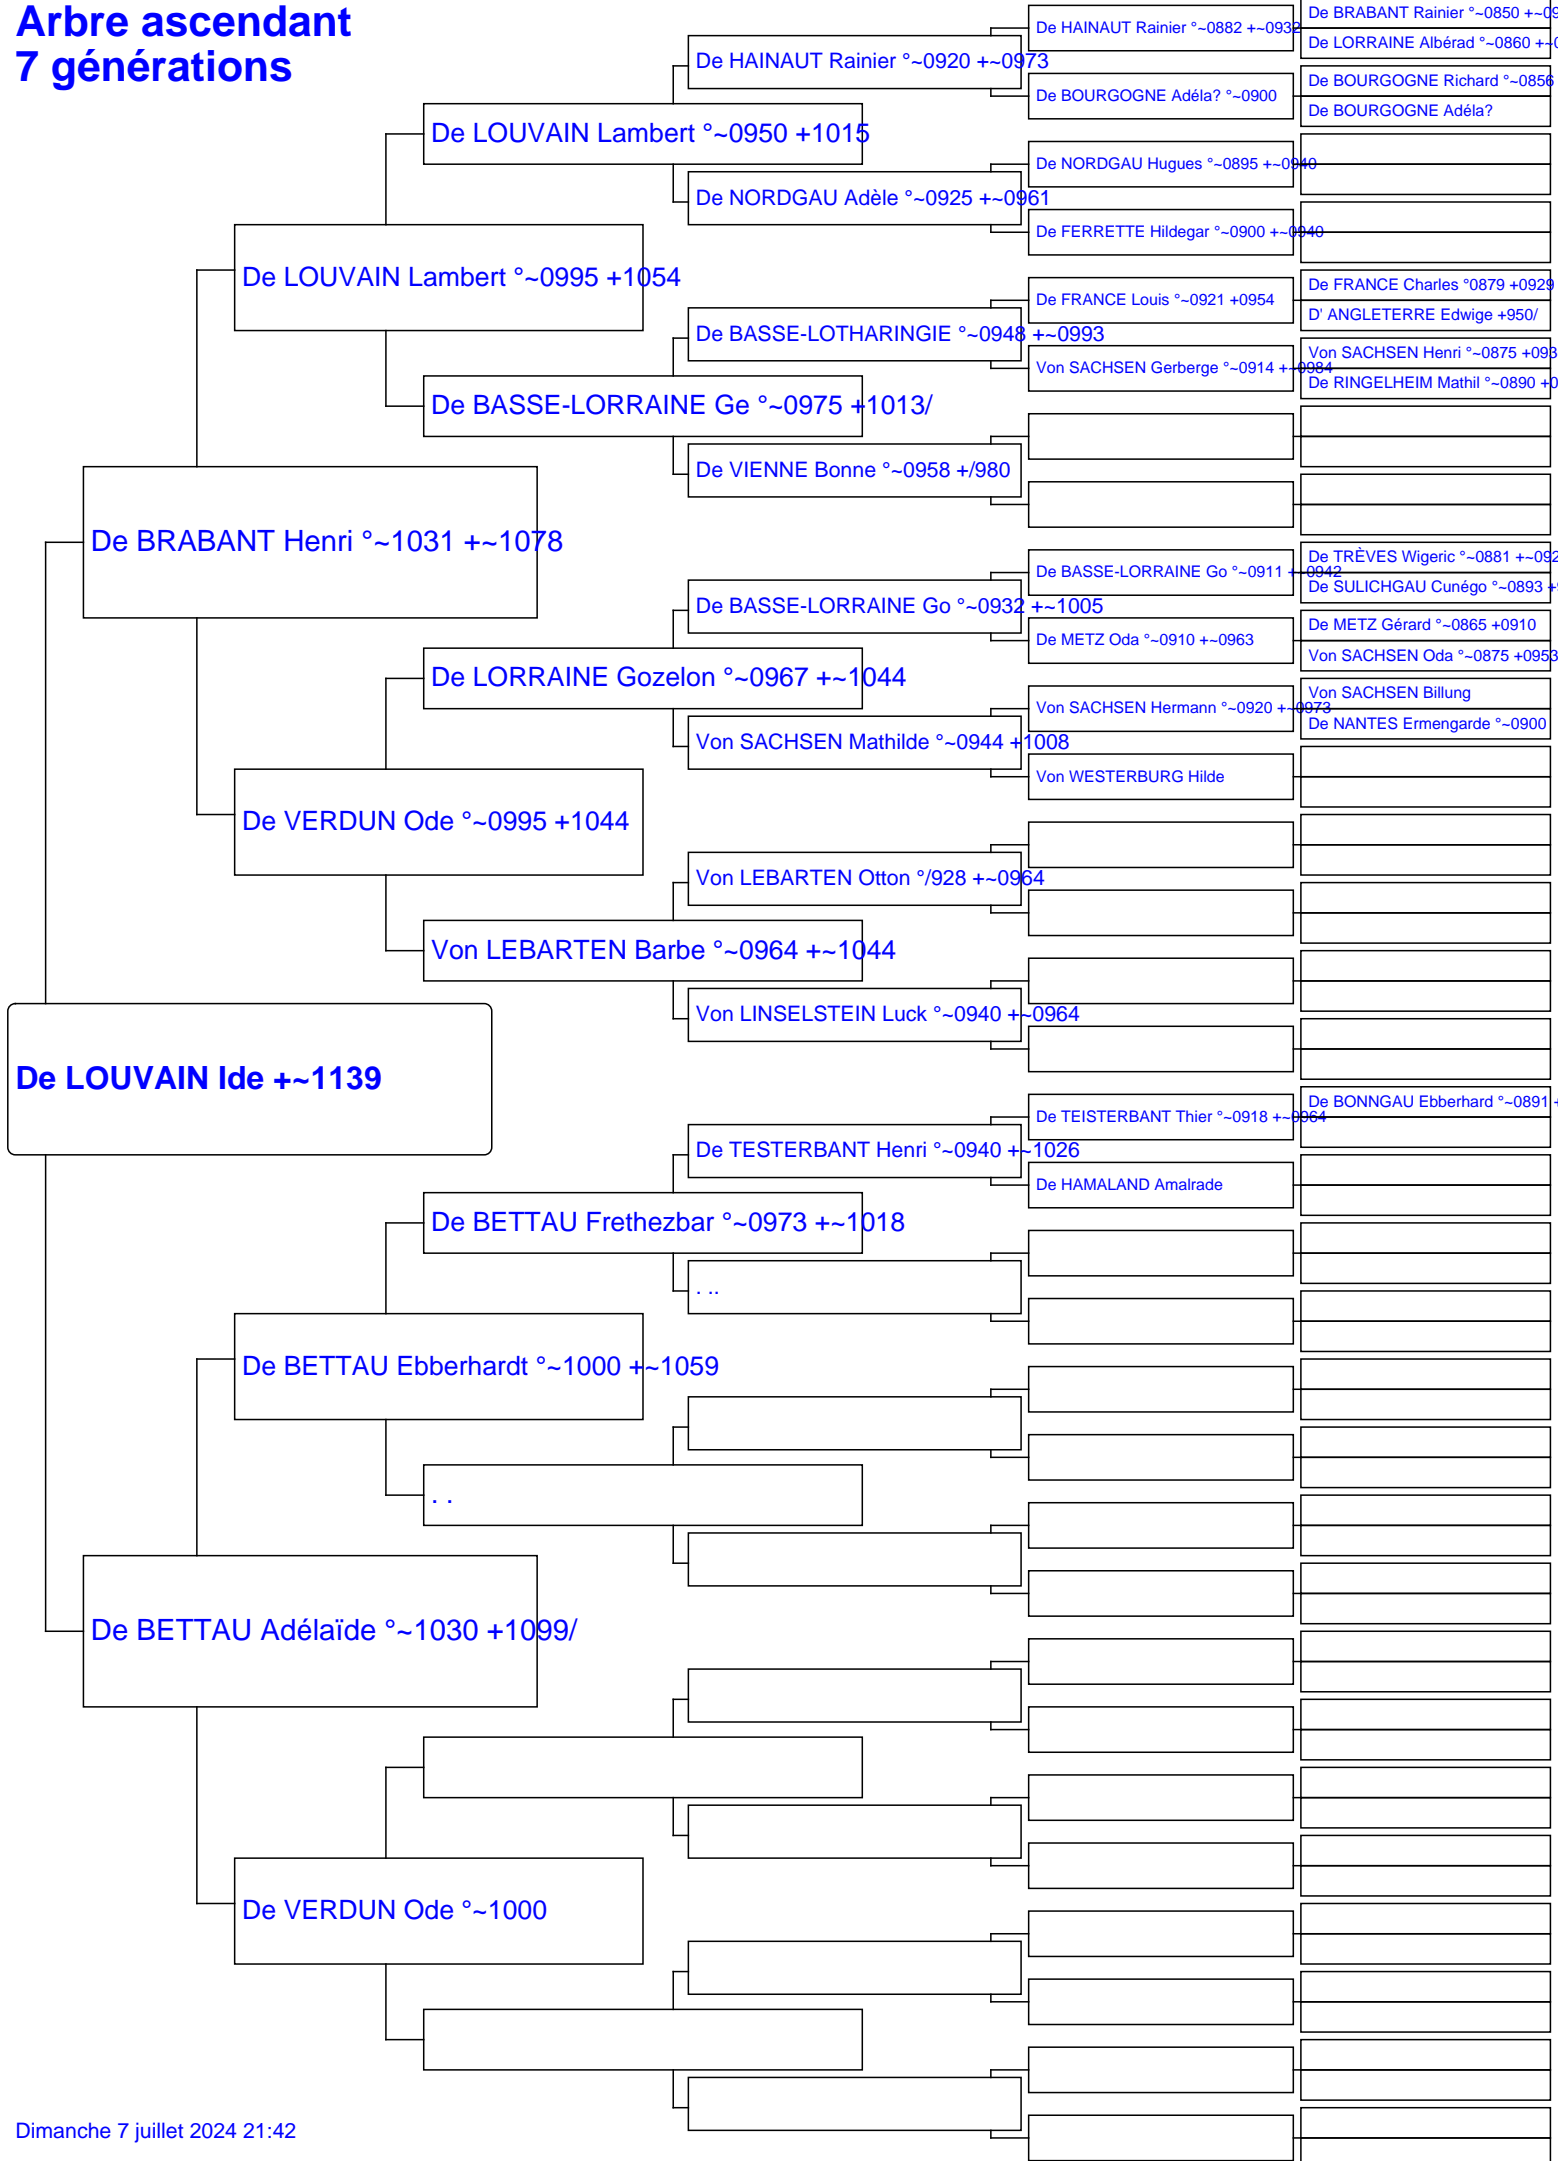 Arbre ascendant
7 générations
De LOUVAIN Ide +~1139
De BRABANT Henri °~1031 +~1078
De BETTAU Adélaïde °~1030 +1099/
De LOUVAIN Lambert °~0995 +1054
De VERDUN Ode °~0995 +1044
De BETTAU Ebberhardt °~1000 +~1059
De VERDUN Ode °~1000
De LOUVAIN Lambert °~0950 +1015
De BASSE-LORRAINE Ge °~0975 +1013/
De LORRAINE Gozelon °~0967 +~1044
Von LEBARTEN Barbe °~0964 +~1044
De BETTAU Frethezbar °~0973 +~1018
. .
De HAINAUT Rainier °~0920 +~0973
De NORDGAU Adèle °~0925 +~0961
De BASSE-LOTHARINGIE °~0948 +~0993
De VIENNE Bonne °~0958 +/980
De BASSE-LORRAINE Go °~0932 +~1005
Von SACHSEN Mathilde °~0944 +1008
Von LEBARTEN Otton °/928 +~0964
Von LINSELSTEIN Luck °~0940 +~0964
De TESTERBANT Henri °~0940 +~1026
. ..
De HAINAUT Rainier °~0882 +~0932
De BOURGOGNE Adéla? °~0900
De NORDGAU Hugues °~0895 +~0940
De FERRETTE Hildegar °~0900 +~0940
De FRANCE Louis °~0921 +0954
Von SACHSEN Gerberge °~0914 +~0984
De BASSE-LORRAINE Go °~0911 +~0942
De METZ Oda °~0910 +~0963
Von SACHSEN Hermann °~0920 +~0973
Von WESTERBURG Hilde
De TEISTERBANT Thier °~0918 +~0964
De HAMALAND Amalrade
De BRABANT Rainier °~0850 +~09
De LORRAINE Albérad °~0860 +~0
De BOURGOGNE Richard °~0856
De BOURGOGNE Adéla?
De FRANCE Charles °0879 +0929
D' ANGLETERRE Edwige +950/
Von SACHSEN Henri °~0875 +093
De RINGELHEIM Mathil °~0890 +0
De TRÈVES Wigeric °~0881 +~092
De SULICHGAU Cunégo °~0893 +
De METZ Gérard °~0865 +0910
Von SACHSEN Oda °~0875 +0953
Von SACHSEN Billung
De NANTES Ermengarde °~0900
De BONNGAU Ebberhard °~0891 +
Dimanche 7 juillet 2024 21:42